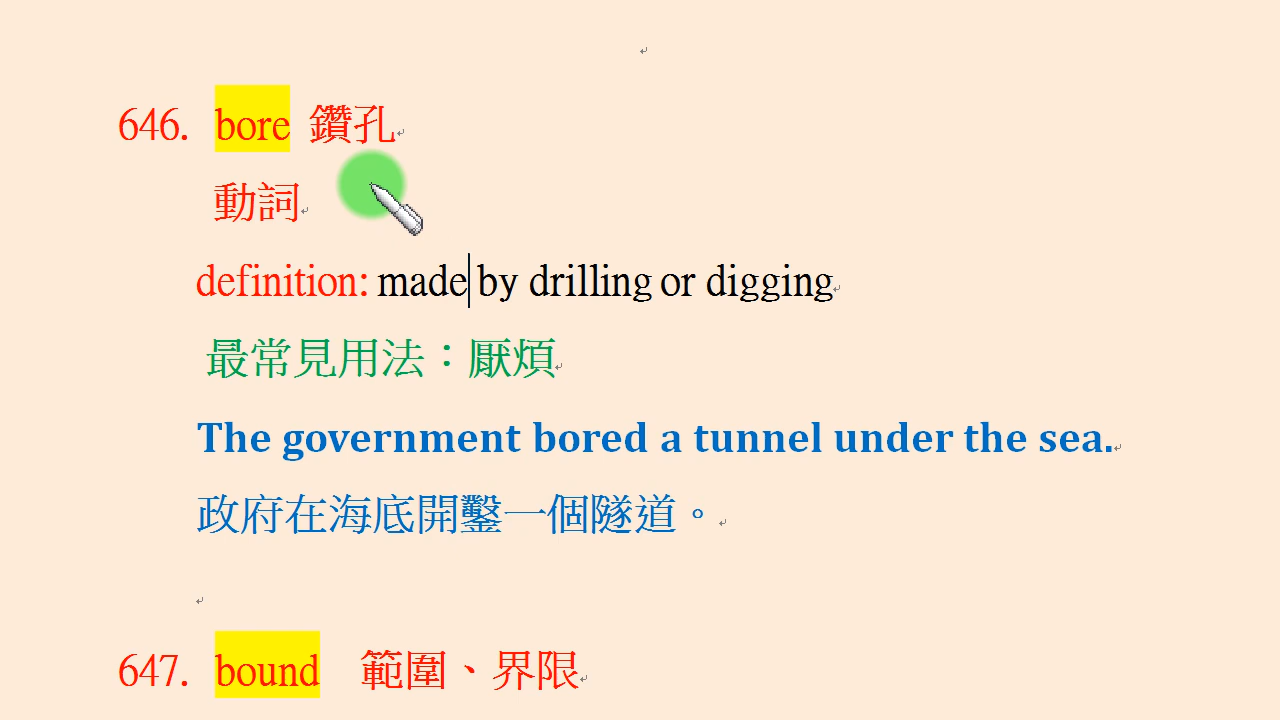 646. bore 鑽孔
動詞
definition: made by drilling or digging
最常見用法：厭煩
The government bored a tunnel under the sea.
政府在海底開鑿一個隧道。
647. bound 範圍、界限